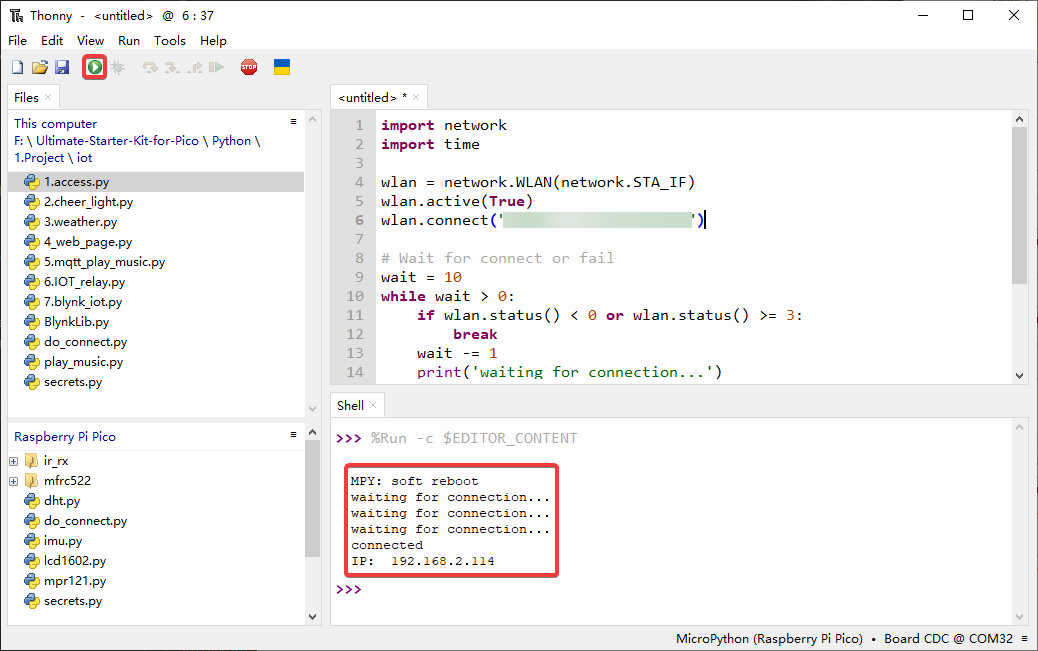 Thonny - <untitled> @ 6 : 37
File Edit View Run Tools Help
STOP
Files
This computer
F: \ Ultimate-Starter-Kit-for-Pico \ Python \
1.Project \ iot
1.access.py
2.cheer_light.py
3.weather.py
4_web_page.py
5.mqtt_play_music.py
6.IOT_relay.py
7.blynk_iot.py
BlynkLib.py
do_connect.py
play_music.py
secrets.py
Raspberry Pi Pico
ir_rx
mfrc522
dht.py
do_connect.py
imu.py
lcd1602.py
mpr121.py
secrets.py
<untitled> *
1 import network
2 import time
3
4 wlan = network.WLAN(network.STA_IF)
5 wlan.active(True)
6 wlan.connect('')
7
8 # Wait for connect or fail
9 wait = 10
10 while wait > 0:
11 if wlan.status() < 0 or wlan.status() >= 3:
12 break
13 wait -= 1
14 print('waiting for connection...')
Shell
>>> %Run -c $EDITOR_CONTENT
MPY: soft reboot
waiting for connection...
waiting for connection...
waiting for connection...
connected
IP: 192.168.2.114
>>>
MicroPython (Raspberry Pi Pico) • Board CDC @ COM32 ≡